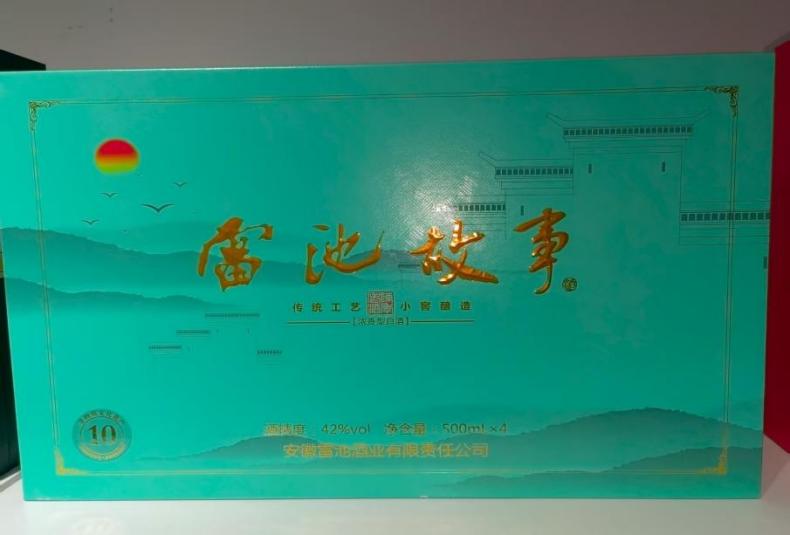 雷池故事
传统工艺 小窖酿造
【浓香型白酒】
10
酒精度：42%vol 净含量：500mL×4
安徽雷池酒业有限责任公司